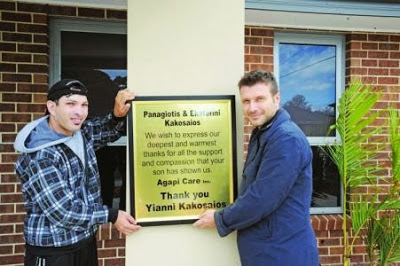 Panagiotis & Ekaterini
Kakosaios
We wish to express our
deepest and warmest
thanks for all the support
and compassion that your
son has shown us.
Agapi Care Inc.
Thank you
Yianni Kakosaios